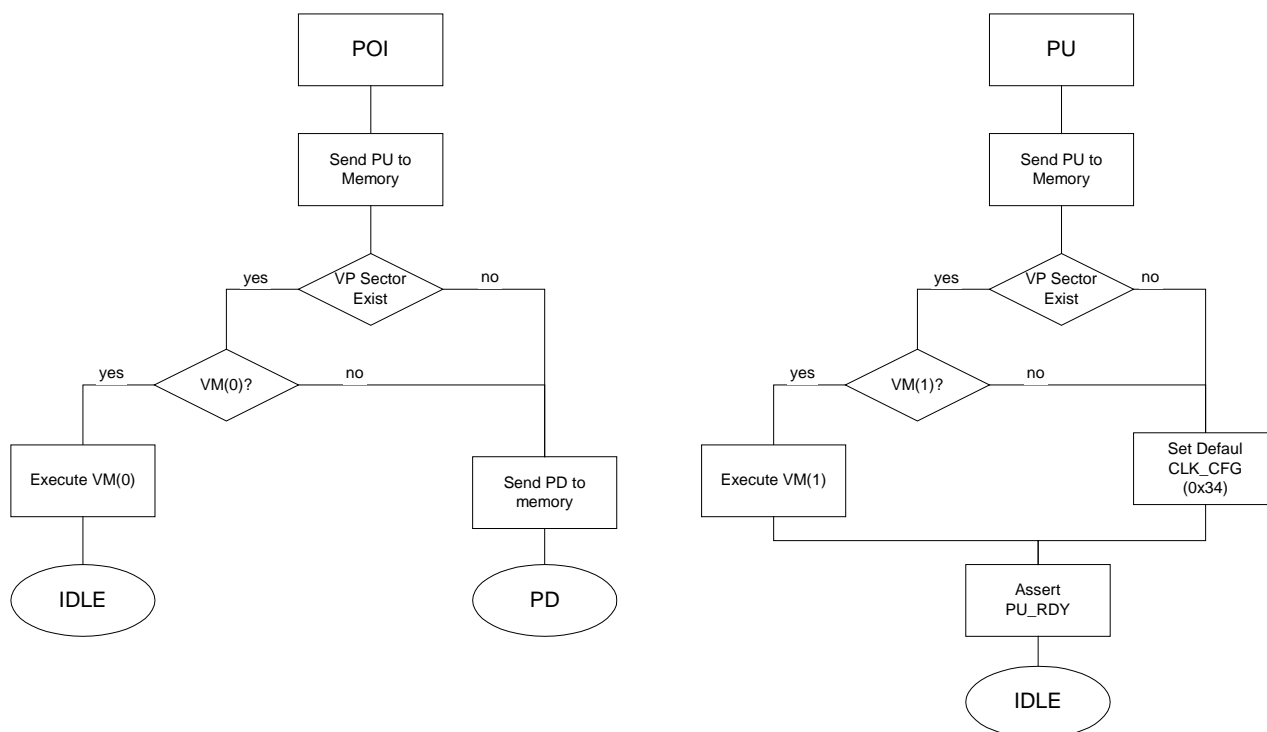 POI
Send PU to
Memory
VP Sector
Exist
yes
no
VM(0)?
yes
no
Execute VM(0)
Send PD to
memory
IDLE
PD
PU
Send PU to
Memory
VP Sector
Exist
yes
no
VM(1)?
yes
no
Execute VM(1)
Set Defaul
CLK_CFG
(0x34)
Assert
PU_RDY
IDLE